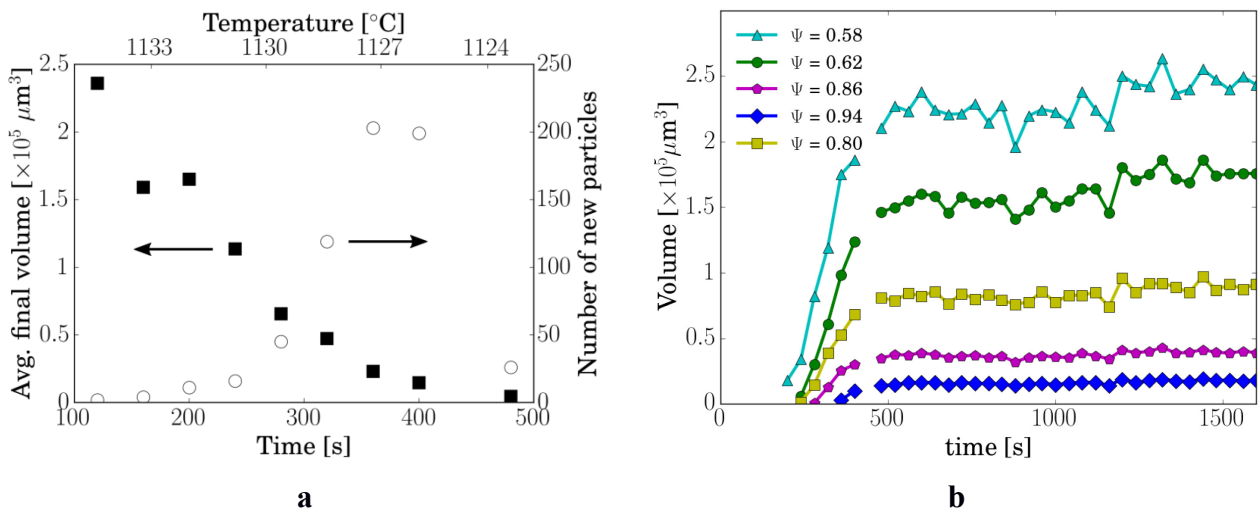 Temperature [°C]
1133 1130 1127 1124
2.5
2
1.5
1
0.5
0
Avg. final volume [×10⁵ μm³]
250
200
150
100
50
0
Number of new particles
100 200 300 400 500
Time [s]
a
Ψ = 0.58
Ψ = 0.62
Ψ = 0.86
Ψ = 0.94
Ψ = 0.80
2.5
2
1.5
1
0.5
0
Volume [×10⁵μm³]
0 500 1000 1500
time [s]
b